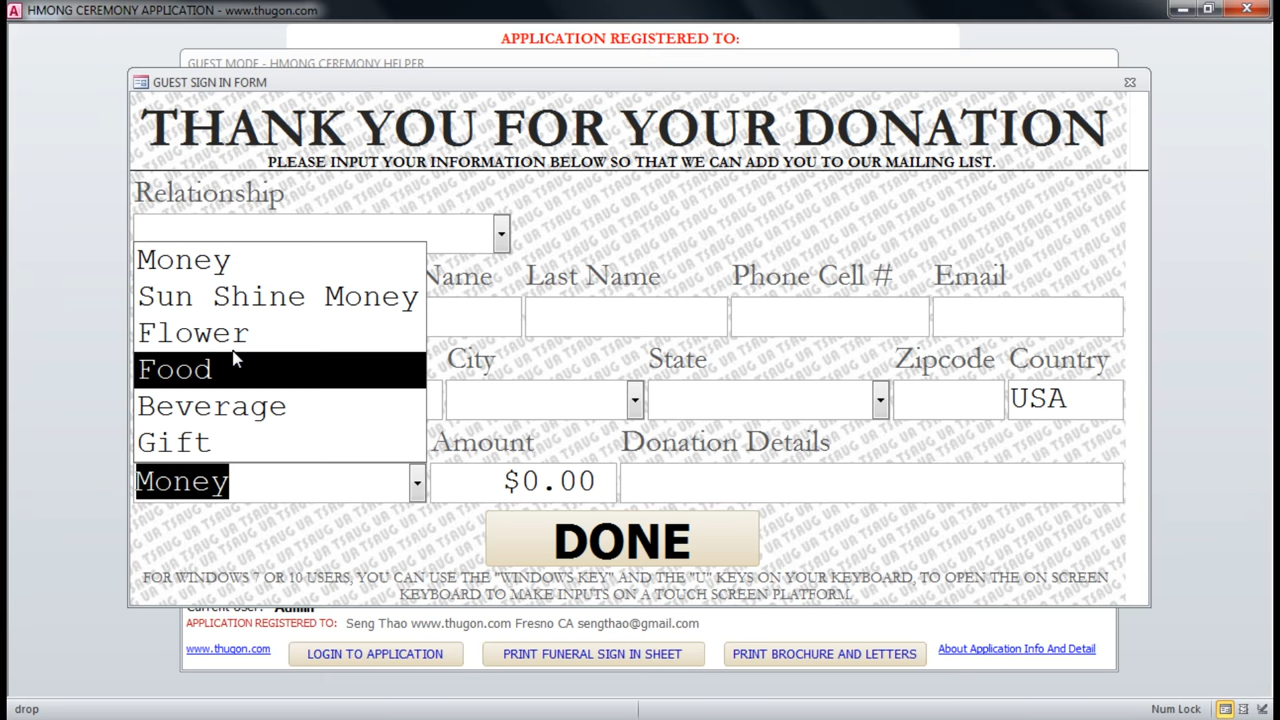 HMONG CEREMONY APPLICATION - www.thugon.com
APPLICATION REGISTERED TO:
GUEST MODE - HMONG CEREMONY HELPER
GUEST SIGN IN FORM
THANK YOU FOR YOUR DONATION
PLEASE INPUT YOUR INFORMATION BELOW SO THAT WE CAN ADD YOU TO OUR MAILING LIST.
Relationship
Money
Sun Shine Money
Flower
Food
Beverage
Gift
Name Last Name Phone Cell # Email
City State Zipcode Country
USA
Amount Donation Details
Money $0.00
DONE
FOR WINDOWS 7 OR 10 USERS, YOU CAN USE THE "WINDOWS KEY" AND THE "U" KEYS ON YOUR KEYBOARD, TO OPEN THE ON SCREEN
KEYBOARD TO MAKE INPUTS ON A TOUCH SCREEN PLATFORM.
Current User: Admin
APPLICATION REGISTERED TO: Seng Thao www.thugon.com Fresno CA sengthao@gmail.com
www.thugon.com LOGIN TO APPLICATION PRINT FUNERAL SIGN IN SHEET PRINT BROCHURE AND LETTERS About Application Info And Detail
drop Num Lock